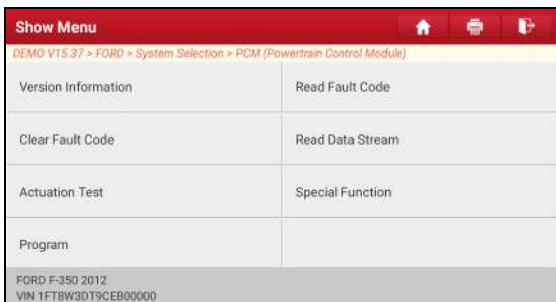 Show Menu
DEMO V15.37 > FORD > System Selection > PCM (Powertrain Control Module)
Version Information
Read Fault Code
Clear Fault Code
Read Data Stream
Actuation Test
Special Function
Program
FORD F-350 2012
VIN 1FT8W3DT9CEB00000